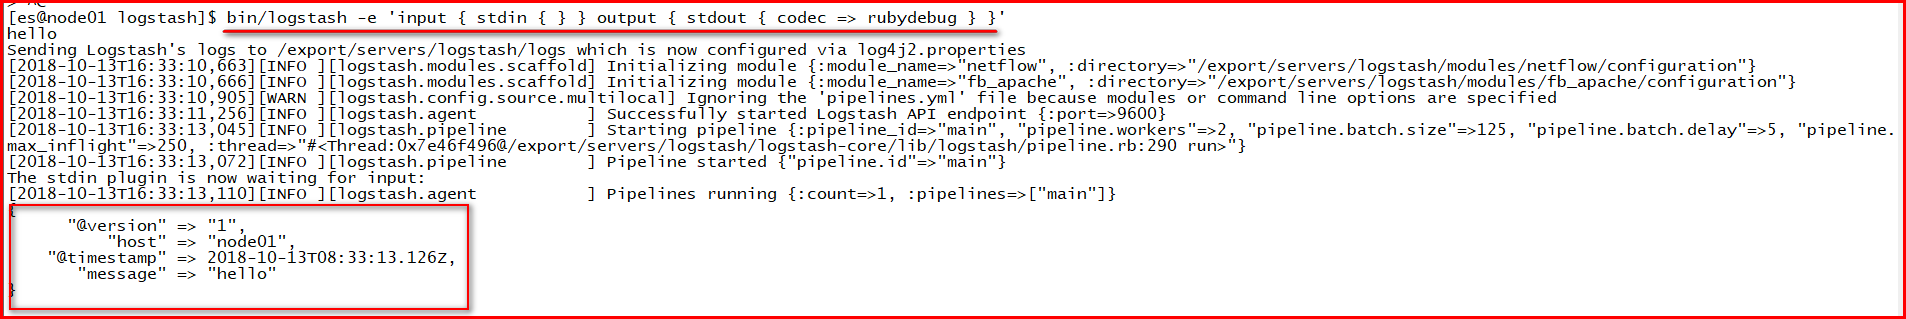 [es@node01 logstash]$ bin/logstash -e 'input { stdin { } } output { stdout { codec => rubydebug } }'
hello
Sending Logstash's logs to /export/servers/logstash/logs which is now configured via log4j2.properties
[2018-10-13T16:33:10,663][INFO ][logstash.modules.scaffold] Initializing module {:module_name=>"netflow", :directory=>"/export/servers/logstash/modules/netflow/configuration"}
[2018-10-13T16:33:10,666][INFO ][logstash.modules.scaffold] Initializing module {:module_name=>"fb_apache", :directory=>"/export/servers/logstash/modules/fb_apache/configuration"}
[2018-10-13T16:33:10,905][WARN ][logstash.config.source.multilocal] Ignoring the 'pipelines.yml' file because modules or command line options are specified
[2018-10-13T16:33:11,256][INFO ][logstash.agent           ] Successfully started Logstash API endpoint {:port=>9600}
[2018-10-13T16:33:13,045][INFO ][logstash.pipeline        ] Starting pipeline {:pipeline_id=>"main", "pipeline.workers"=>2, "pipeline.batch.size"=>125, "pipeline.batch.delay"=>5, "pipeline.
max_inflight"=>250, :thread=>"#<Thread:0x7e46f496@/export/servers/logstash/logstash-core/lib/logstash/pipeline.rb:290 run>"}
[2018-10-13T16:33:13,072][INFO ][logstash.pipeline        ] Pipeline started {"pipeline.id"=>"main"}
The stdin plugin is now waiting for input:
[2018-10-13T16:33:13,110][INFO ][logstash.agent           ] Pipelines running {:count=>1, :pipelines=>["main"]}
{
      "@version" => "1",
          "host" => "node01",
    "@timestamp" => 2018-10-13T08:33:13.126Z,
       "message" => "hello"
}